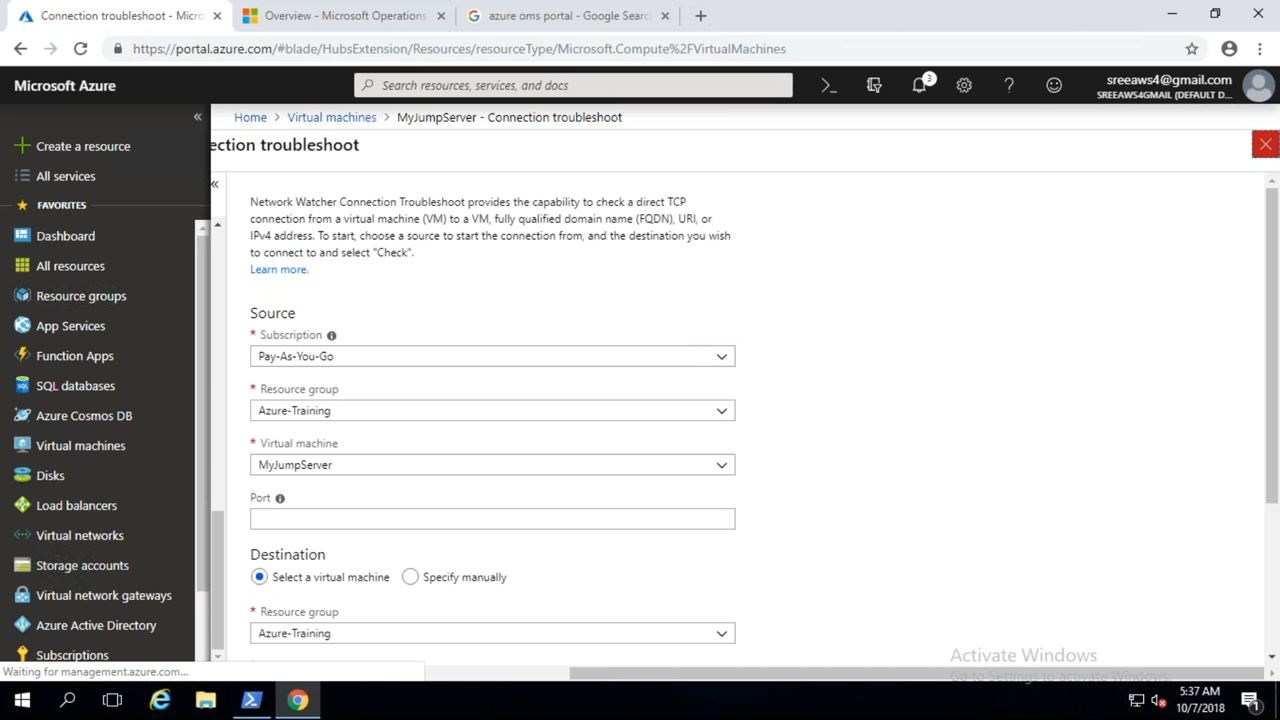 Connection troubleshoot - Micro
Overview - Microsoft Operations
azure oms portal - Google Search
https://portal.azure.com/#blade/HubsExtension/Resources/resourceType/Microsoft.Compute%2FVirtualMachines
Microsoft Azure
Search resources, services, and docs
3
sreeaws4@gmail.com
SREEAWS4GMAIL (DEFAULT D...
Home > Virtual machines > MyJumpServer - Connection troubleshoot
ection troubleshoot
Create a resource
All services
FAVORITES
Dashboard
All resources
Resource groups
App Services
Function Apps
SQL databases
Azure Cosmos DB
Virtual machines
Disks
Load balancers
Virtual networks
Storage accounts
Virtual network gateways
Azure Active Directory
Subscriptions
Network Watcher Connection Troubleshoot provides the capability to check a direct TCP
connection from a virtual machine (VM) to a VM, fully qualified domain name (FQDN), URI, or
IPv4 address. To start, choose a source to start the connection from, and the destination you wish
to connect to and select "Check".
Learn more.
Source
* Subscription
Pay-As-You-Go
* Resource group
Azure-Training
* Virtual machine
MyJumpServer
Port
Destination
Select a virtual machine
Specify manually
* Resource group
Azure-Training
Activate Windows
Go to Settings to activate Windows.
Waiting for management.azure.com...
5:37 AM
10/7/2018
1